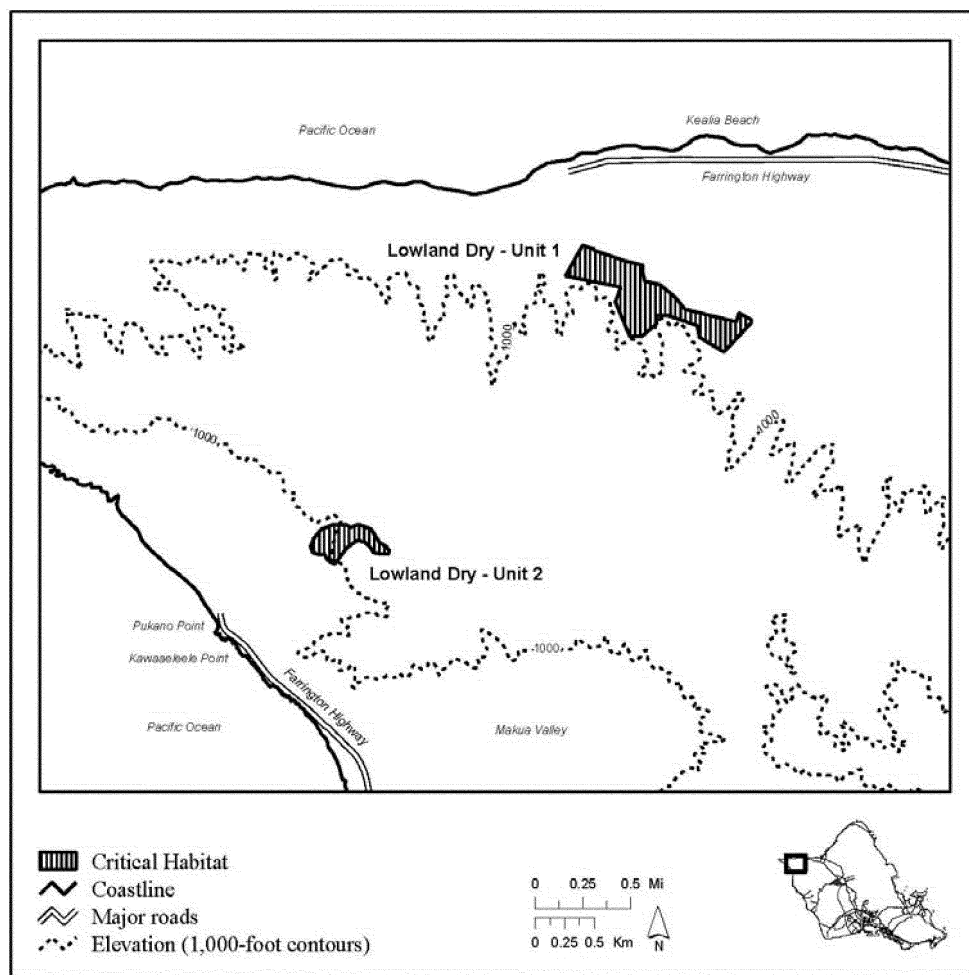 Pacific Ocean
Kealia Beach
Farrington Highway
Lowland Dry - Unit 1
1000
1000
1000
Lowland Dry - Unit 2
Pukano Point
Kawaaeleele Point
Farrington Highway
1000
Pacific Ocean
Makua Valley
Critical Habitat
Coastline
Major roads
Elevation (1,000-foot contours)
0 0.25 0.5 Mi
0 0.25 0.5 Km
N